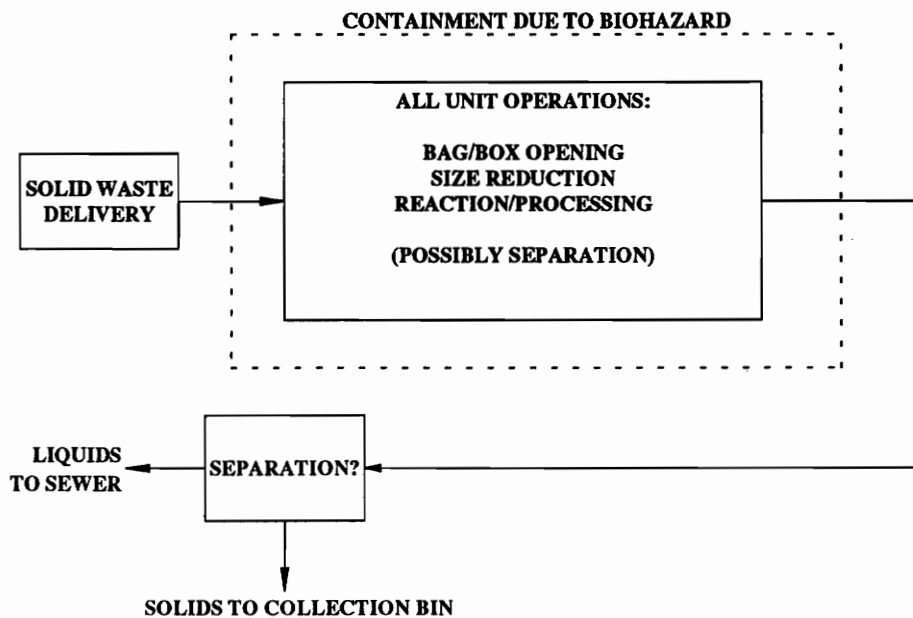 CONTAINMENT DUE TO BIOHAZARD
ALL UNIT OPERATIONS:
BAG/BOX OPENING
SIZE REDUCTION
REACTION/PROCESSING
(POSSIBLY SEPARATION)
SOLID WASTE
DELIVERY
LIQUIDS
TO SEWER
SEPARATION?
SOLIDS TO COLLECTION BIN